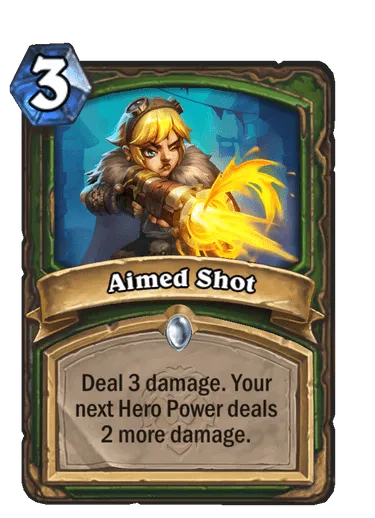 3
Aimed Shot
Deal 3 damage. Your
next Hero Power deals
2 more damage.